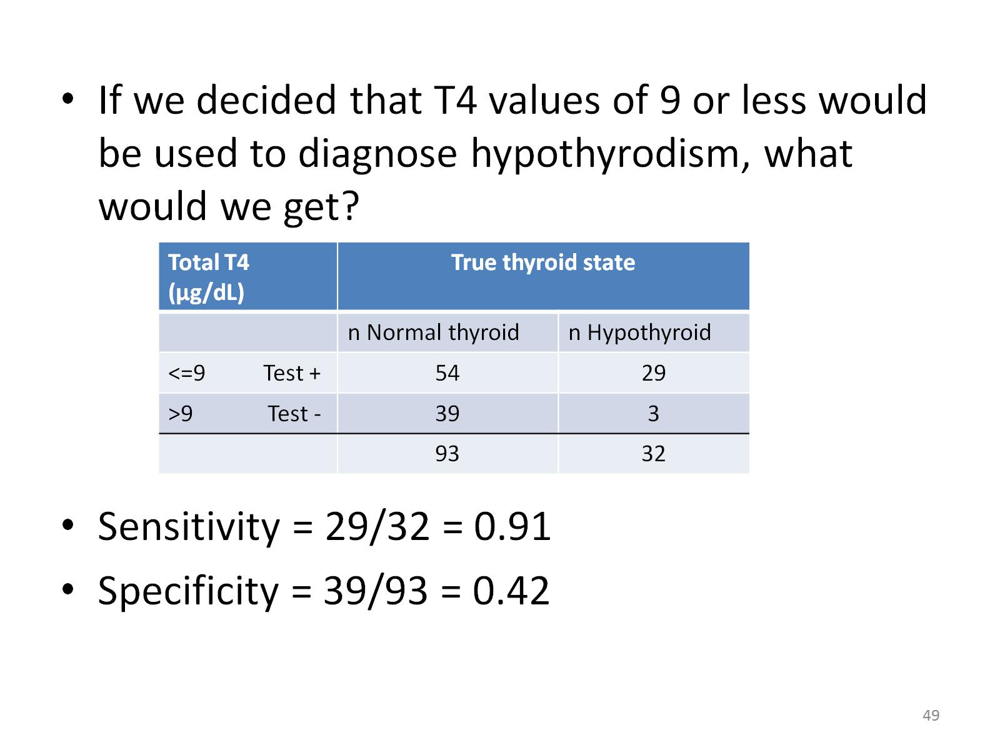 • If we decided that T4 values of 9 or less would
be used to diagnose hypothyrodism, what
would we get?
Total T4 True thyroid state
(µg/dL)
n Normal thyroid n Hypothyroid
<=9 Test + 54 29
>9 Test - 39 3
93 32
• Sensitivity = 29/32 = 0.91
• Specificity = 39/93 = 0.42
49